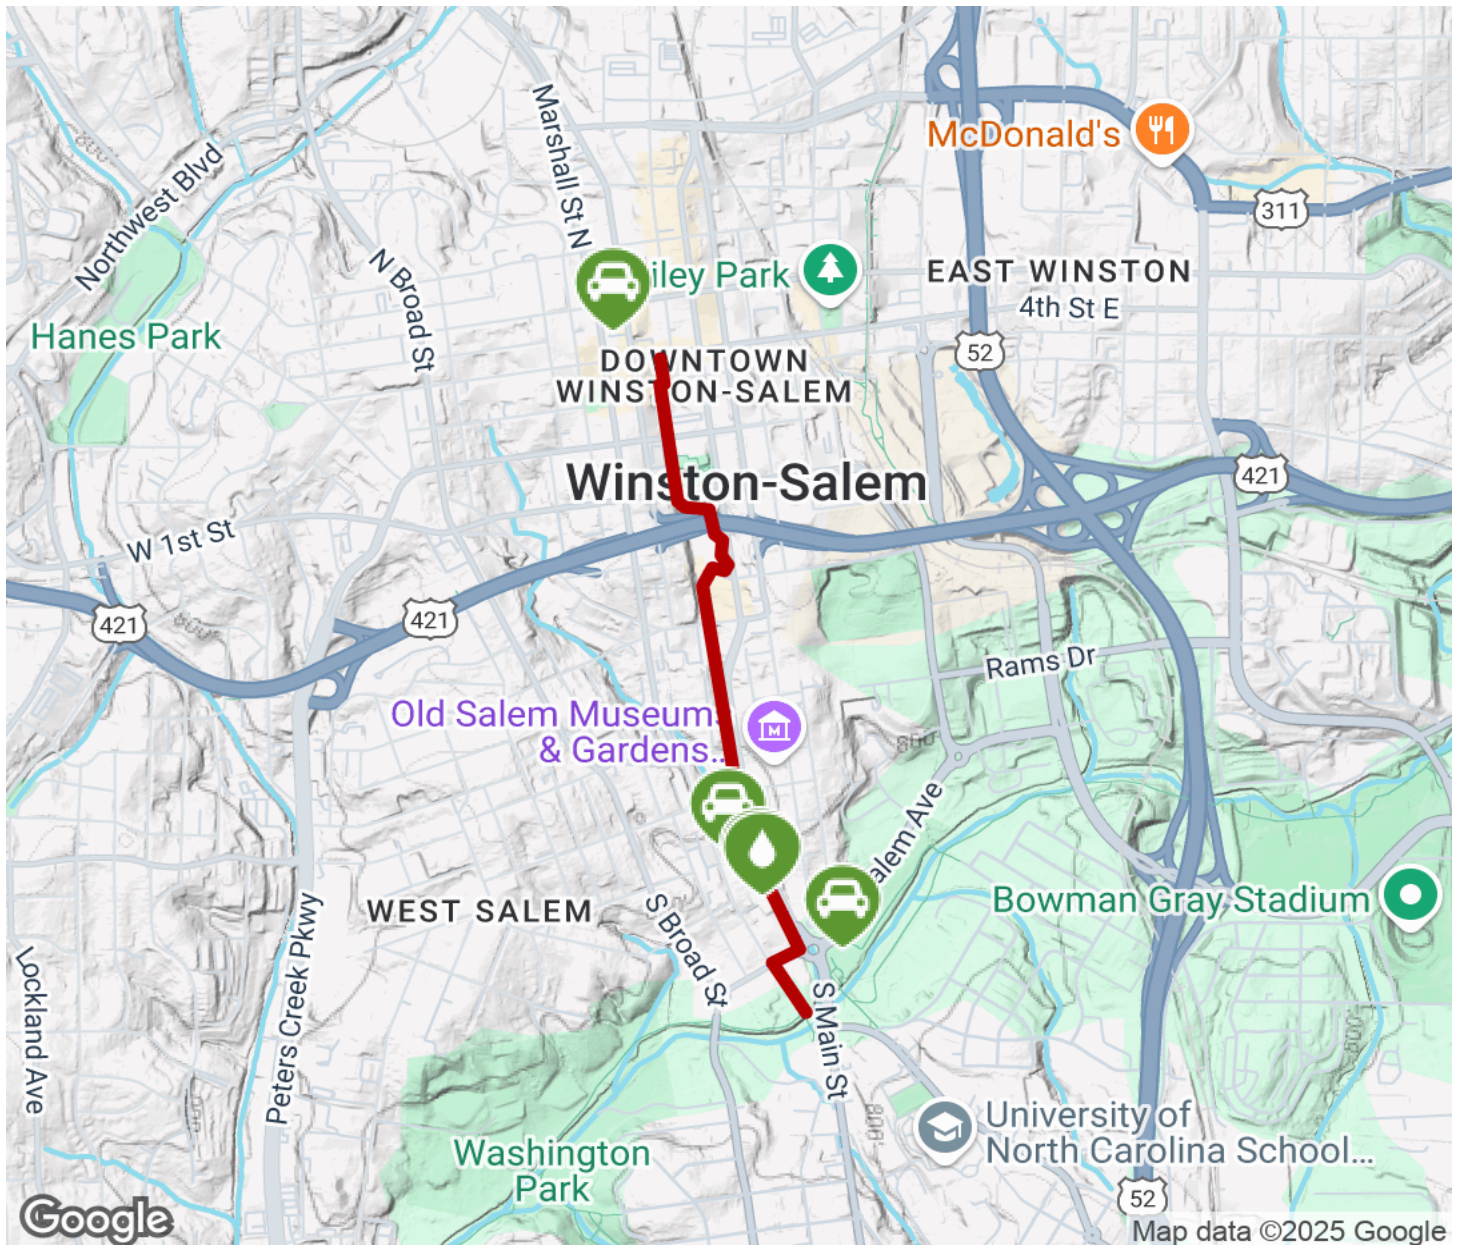 Marshall St N
McDonald's
311
Northwest Blvd
N Broad St
iley Park
EAST WINSTON
4th St E
Hanes Park
52
DOWNTOWN
WINSTON-SALEM
Winston-Salem
421
W 1st St
421
421
Rams Dr
Old Salem Museums
& Gardens...
800
alem Ave
Bowman Gray Stadium
WEST SALEM
S Broad St
Lockland Ave
Peters Creek Pkwy
S Main St
800
University of
North Carolina School...
Washington
Park
52
Google
Map data ©2025 Google